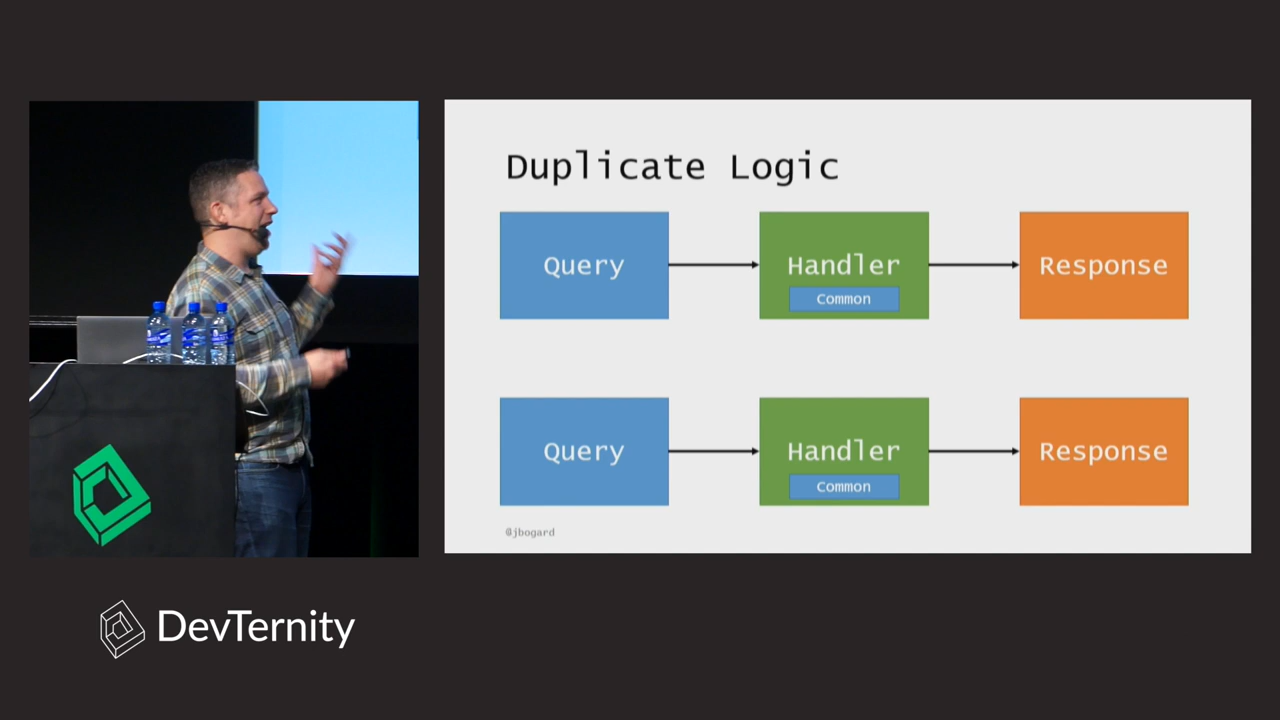 Duplicate Logic
Query
Handler
Common
Response
Query
Handler
Common
Response
@jbogard
DevTernity